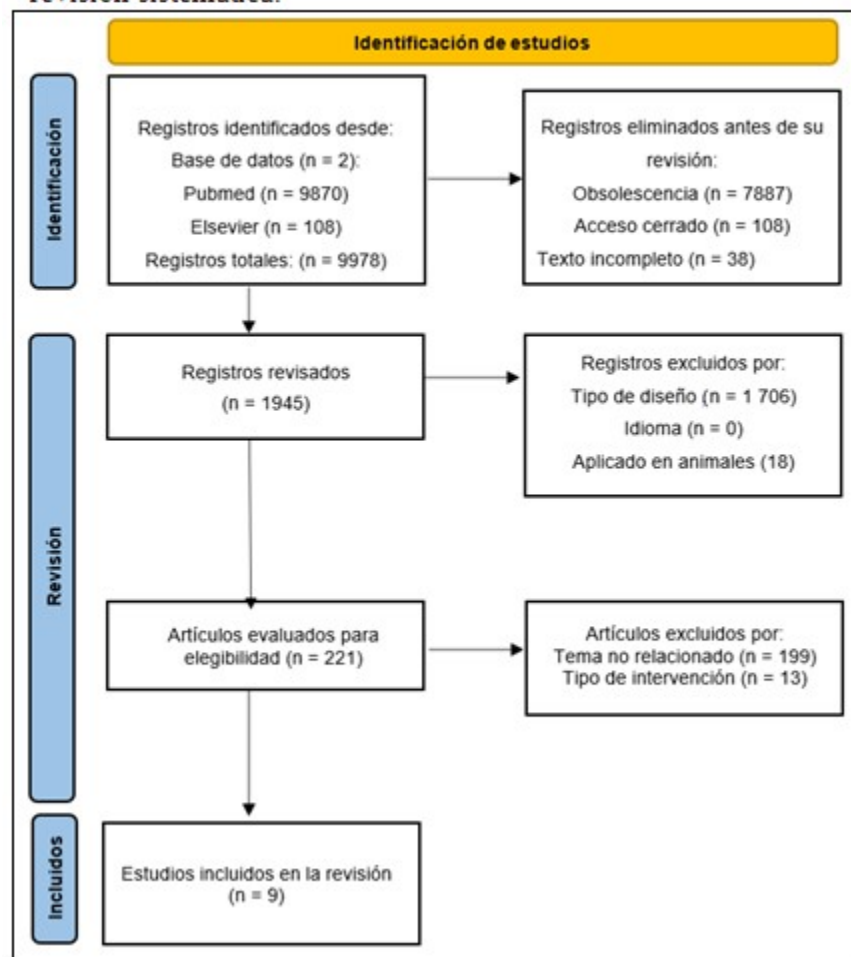 revisión sistemática.
Identificación de estudios
Identificación
Registros identificados desde:
Base de datos (n = 2):
Pubmed (n = 9870)
Elsevier (n = 108)
Registros totales: (n = 9978)
Registros eliminados antes de su
revisión:
Obsolescencia (n = 7887)
Acceso cerrado (n = 108)
Texto incompleto (n = 38)
Revisión
Registros revisados
(n = 1945)
Registros excluidos por:
Tipo de diseño (n = 1 706)
Idioma (n = 0)
Aplicado en animales (18)
Artículos evaluados para
elegibilidad (n = 221)
Artículos excluidos por:
Tema no relacionado (n = 199)
Tipo de intervención (n = 13)
Incluidos
Estudios incluidos en la revisión
(n = 9)